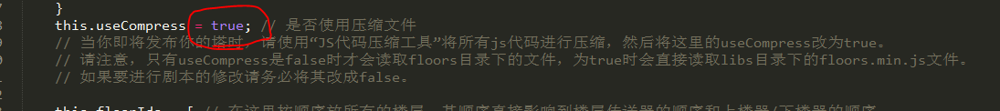 }
this.useCompress = true; // 是否使用压缩文件
// 当你即将发布你的塔时，请使用“JS代码压缩工具”将所有js代码进行压缩，然后将这里的useCompress改为true。
// 请注意，只有useCompress是false时才会读取floors目录下的文件，为true时会直接读取libs目录下的floors.min.js文件。
// 如果要进行剧本的修改请务必将其改成false。